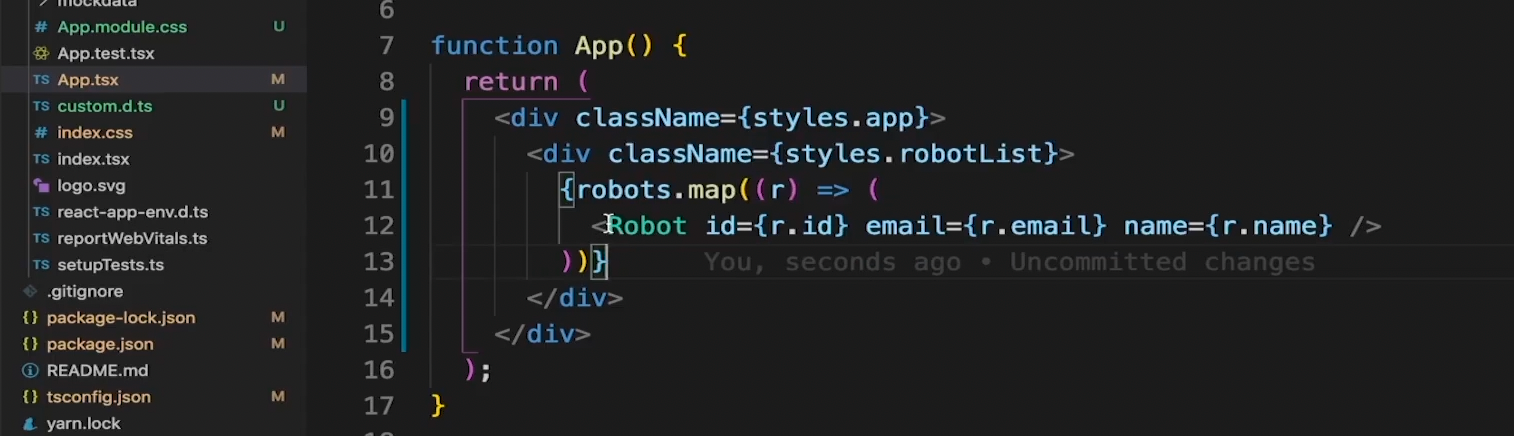 mockdata
# App.module.css U
App.test.tsx
TS App.tsx M
TS custom.d.ts U
# index.css M
TS index.tsx
logo.svg
TS react-app-env.d.ts
TS reportWebVitals.ts
TS setupTests.ts
.gitignore
{} package-lock.json M
{} package.json M
README.md
{} tsconfig.json M
yarn.lock
6
7 function App() {
8 return (
9 <div className={styles.app}>
10 <div className={styles.robotList}>
11 {robots.map((r) => (
12 <Robot id={r.id} email={r.email} name={r.name} />
13 ))} You, seconds ago • Uncommitted changes
14 </div>
15 </div>
16 );
17 }